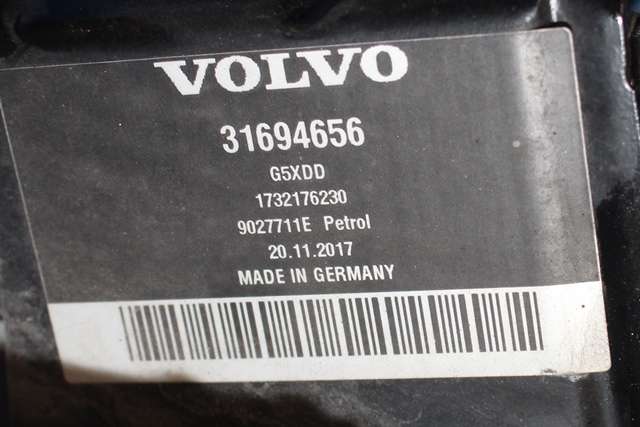 VOLVO
31694656
G5XDD
1732176230
9027711E Petrol
20.11.2017
MADE IN GERMANY